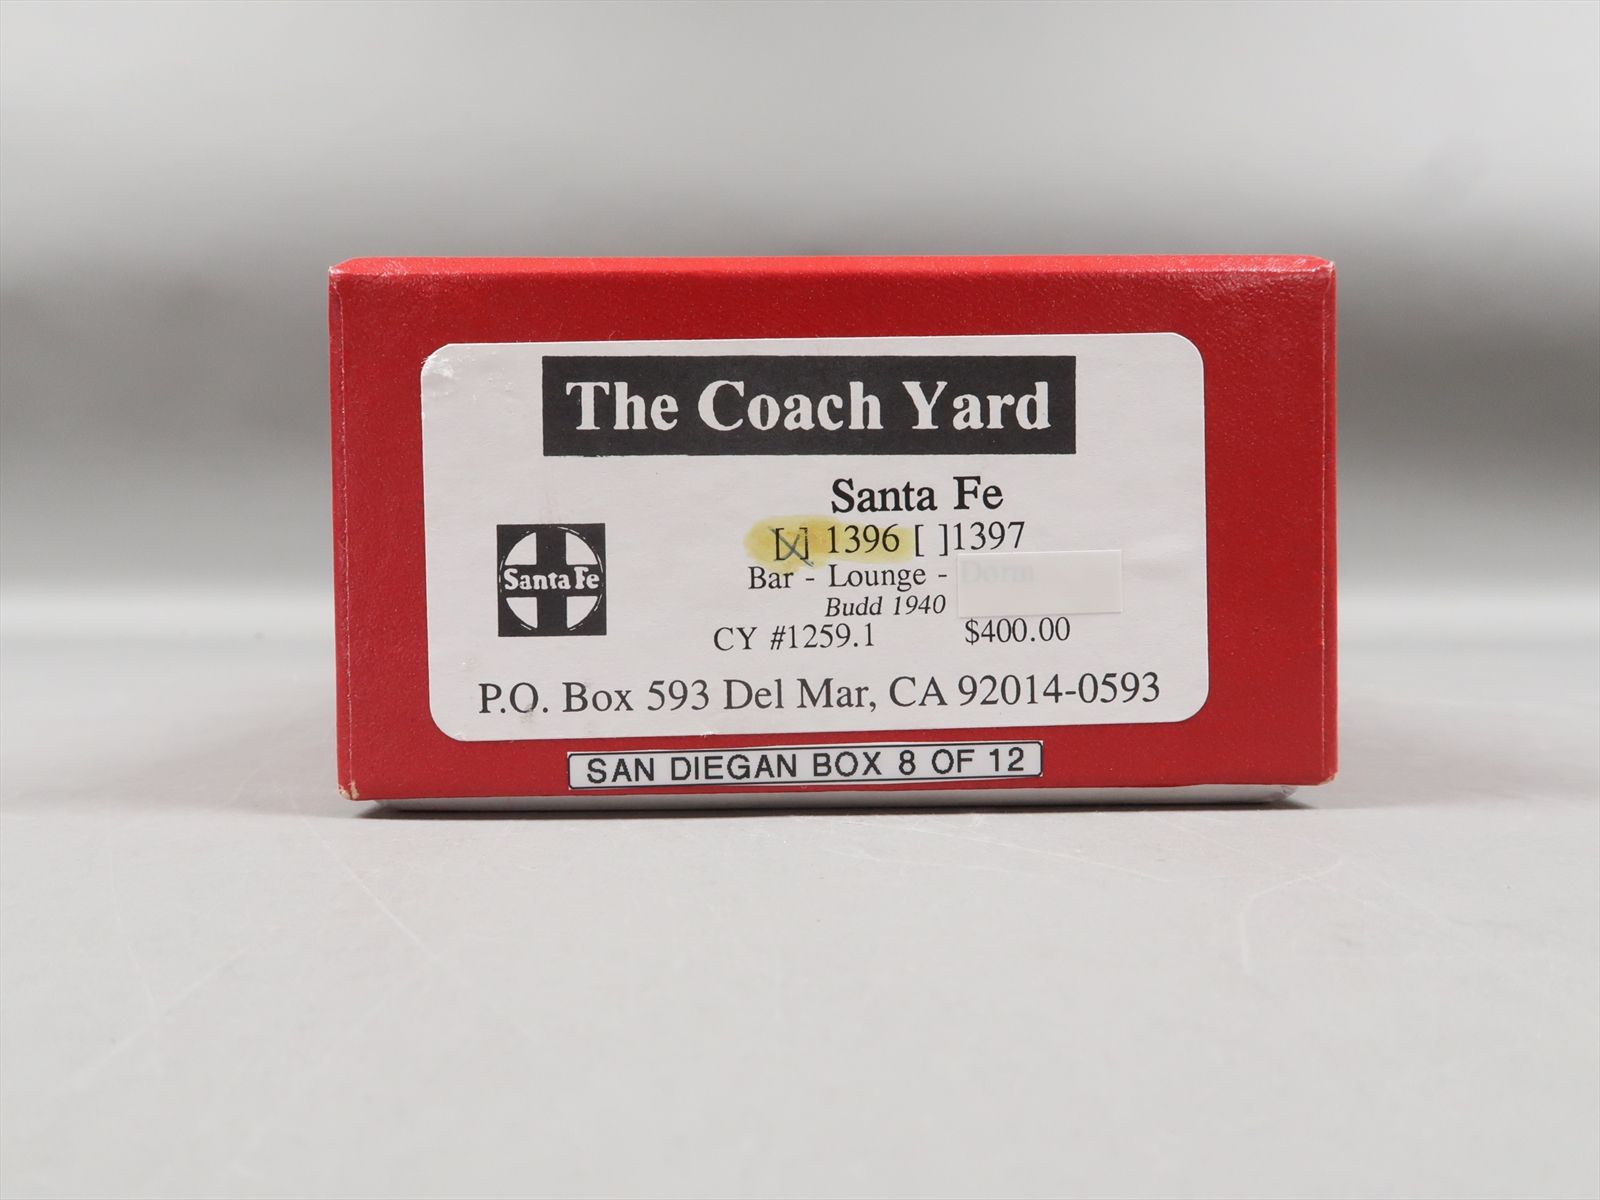 The Coach Yard
Santa Fe
[X] 1396 [ ]1397
Santa Fe
Bar - Lounge - Dorm
Budd 1940
CY #1259.1 $400.00
P.O. Box 593 Del Mar, CA 92014-0593
SAN DIEGAN BOX 8 OF 12